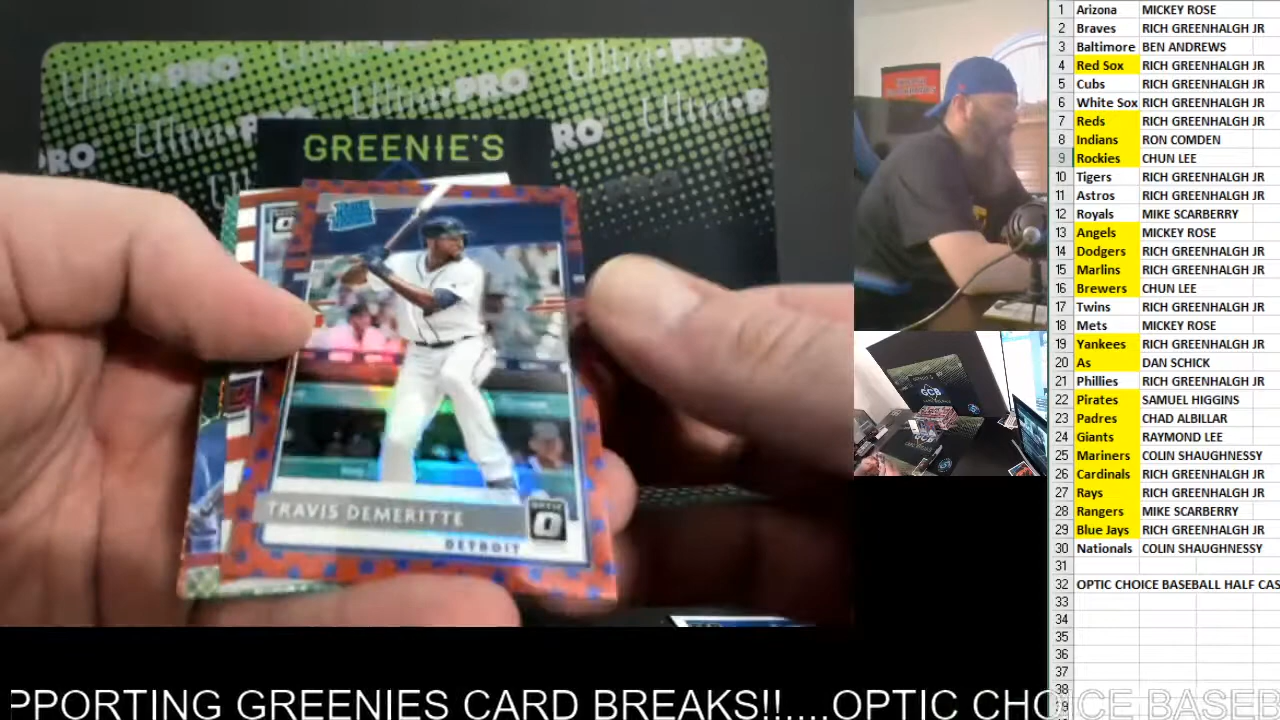 Ultra·PRO
Ultra·PRO
PRO
PRO
GREENIE'S
TRAVIS DEMERITTE
OPTIC
DETROIT
GCB
1 Arizona MICKEY ROSE
2 Braves RICH GREENHALGH JR
3 Baltimore BEN ANDREWS
4 Red Sox RICH GREENHALGH JR
5 Cubs RICH GREENHALGH JR
6 White Sox RICH GREENHALGH JR
7 Reds RICH GREENHALGH JR
8 Indians RON COMDEN
9 Rockies CHUN LEE
10 Tigers RICH GREENHALGH JR
11 Astros RICH GREENHALGH JR
12 Royals MIKE SCARBERRY
13 Angels MICKEY ROSE
14 Dodgers RICH GREENHALGH JR
15 Marlins RICH GREENHALGH JR
16 Brewers CHUN LEE
17 Twins RICH GREENHALGH JR
18 Mets MICKEY ROSE
19 Yankees RICH GREENHALGH JR
20 As DAN SCHICK
21 Phillies RICH GREENHALGH JR
22 Pirates SAMUEL HIGGINS
23 Padres CHAD ALBILLAR
24 Giants RAYMOND LEE
25 Mariners COLIN SHAUGHNESSY
26 Cardinals RICH GREENHALGH JR
27 Rays RICH GREENHALGH JR
28 Rangers MIKE SCARBERRY
29 Blue Jays RICH GREENHALGH JR
30 Nationals COLIN SHAUGHNESSY
31
32 OPTIC CHOICE BASEBALL HALF CAS
33
34
35
36
37
38
PPORTING GREENIES CARD BREAKS!!....OPTIC CHOICE BASEB